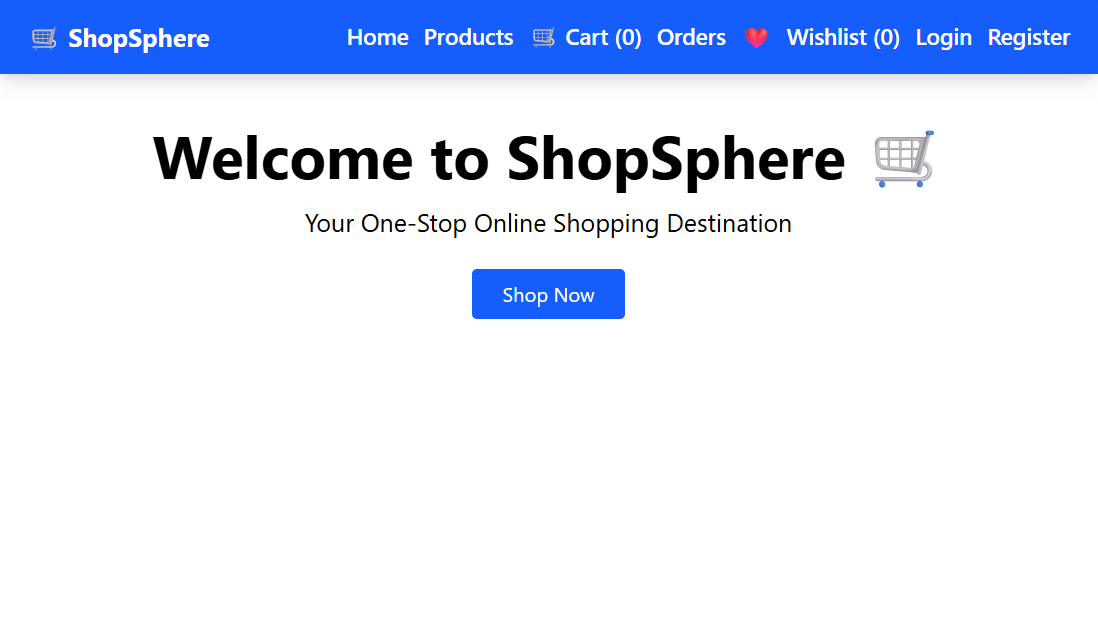 ShopSphere Home Products Cart (0) Orders Wishlist (0) Login Register
Welcome to ShopSphere
Your One-Stop Online Shopping Destination
Shop Now